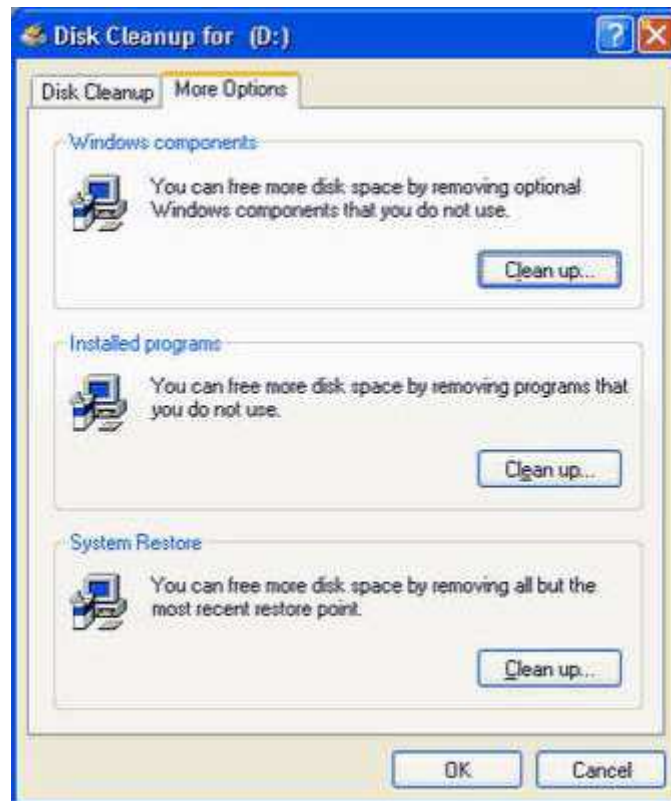 Disk Cleanup for (D:)
Disk Cleanup
More Options
Windows components
You can free more disk space by removing optional
Windows components that you do not use.
Clean up...
Installed programs
You can free more disk space by removing programs that
you do not use.
Clean up...
System Restore
You can free more disk space by removing all but the
most recent restore point.
Clean up...
OK
Cancel